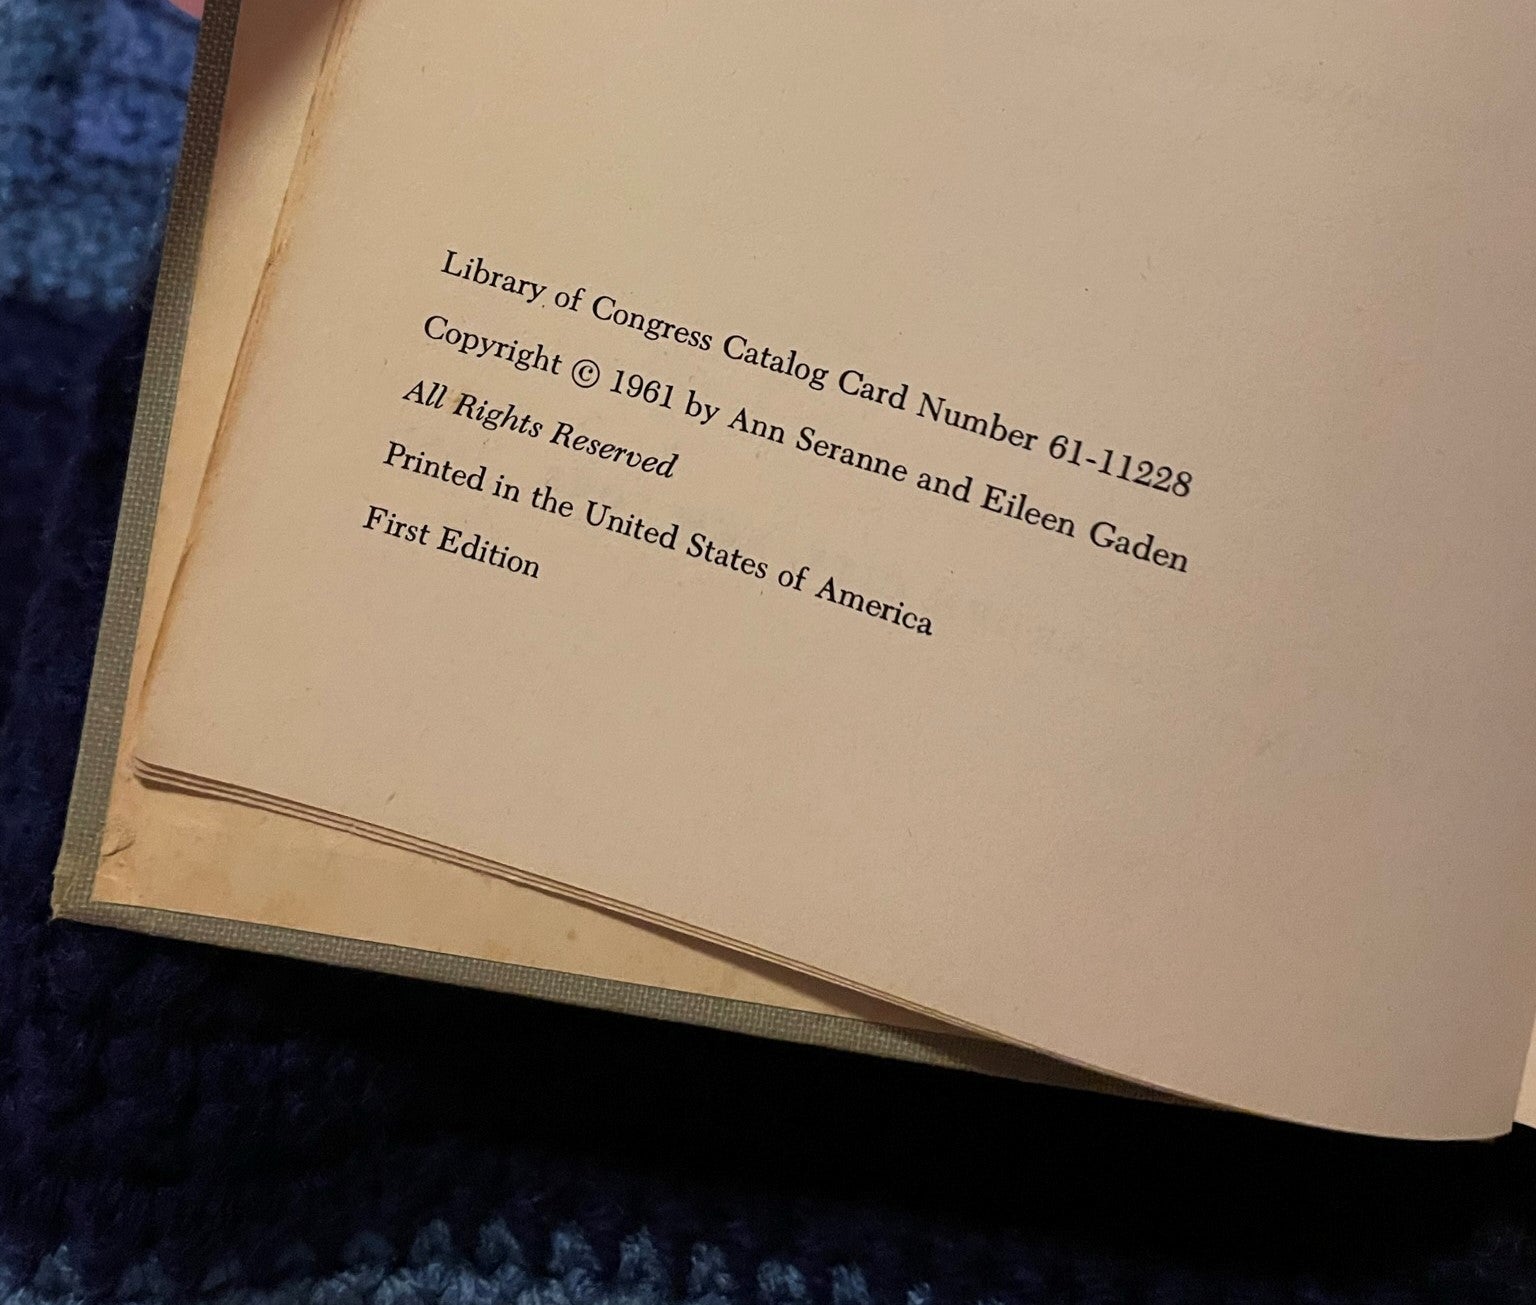 Library of Congress Catalog Card Number 61-11228
Copyright © 1961 by Ann Seranne and Eileen Gaden
All Rights Reserved
Printed in the United States of America
First Edition